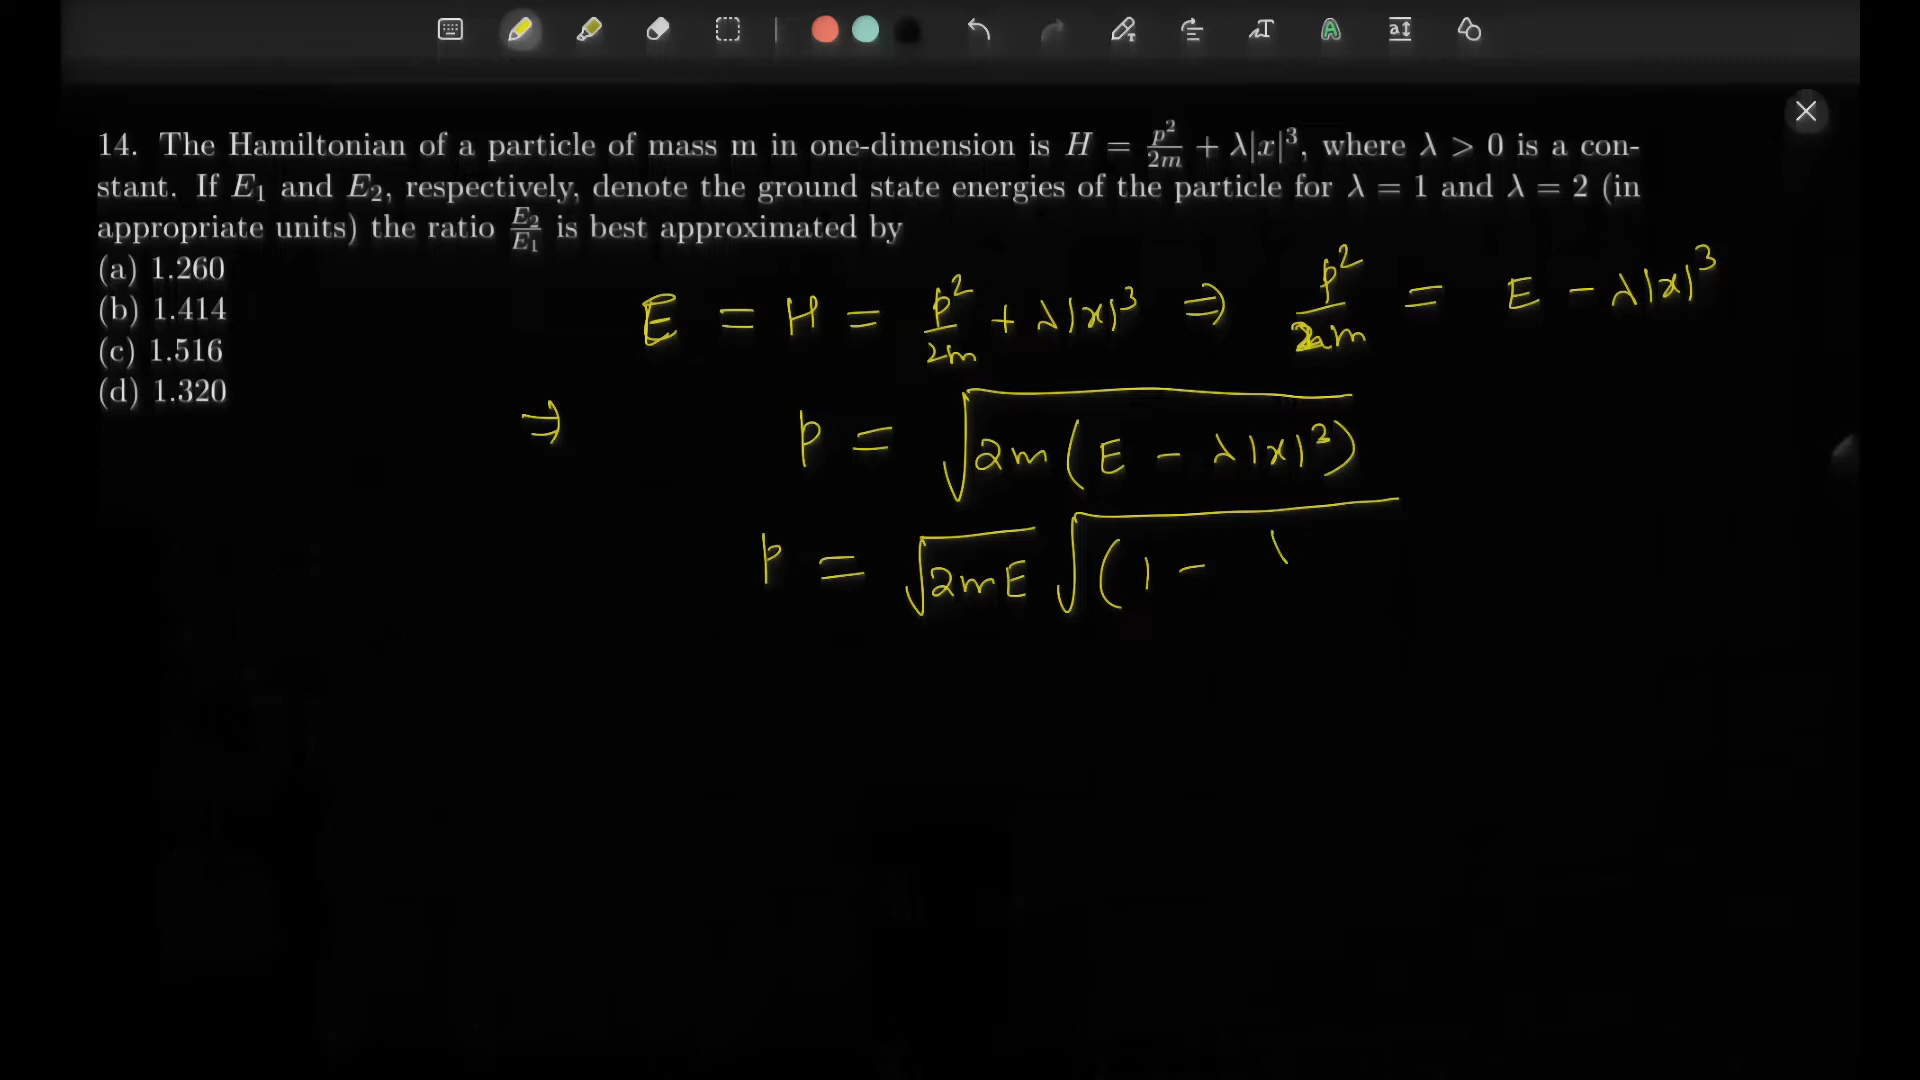 14. The Hamiltonian of a particle of mass m in one-dimension is H = p²/2m + λ|x|³, where λ > 0 is a con-
stant. If E₁ and E₂, respectively, denote the ground state energies of the particle for λ = 1 and λ = 2 (in
appropriate units) the ratio E₂/E₁ is best approximated by
(a) 1.260
(b) 1.414
(c) 1.516
(d) 1.320
E = H = p²/2m + λ|x|³ ⇒ p²/2m = E - λ|x|³
⇒ p = √(2m(E - λ|x|³))
p = √2mE √(1 -